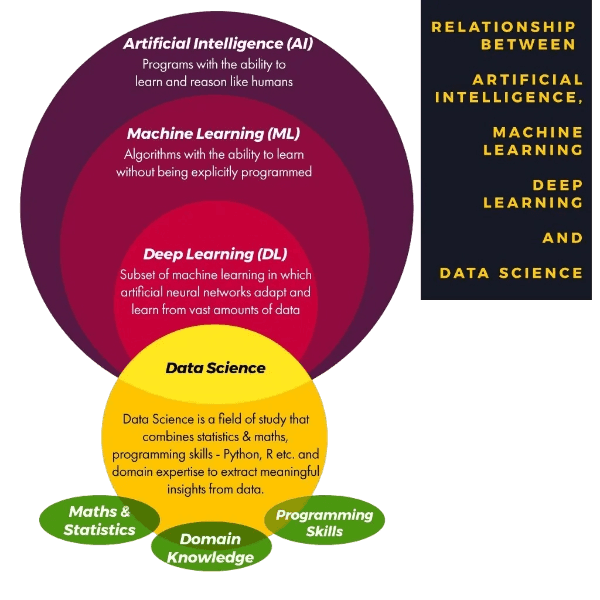 Artificial Intelligence (AI)
Programs with the ability to
learn and reason like humans
Machine Learning (ML)
Algorithms with the ability to learn
without being explicitly programmed
Deep Learning (DL)
Subset of machine learning in which
artificial neural networks adapt and
learn from vast amounts of data
Data Science
Data Science is a field of study that
combines statistics & maths,
programming skills - Python, R etc. and
domain expertise to extract meaningful
insights from data.
Maths &
Statistics
Domain
Knowledge
Programming
Skills
RELATIONSHIP
BETWEEN
ARTIFICIAL
INTELLIGENCE,
MACHINE
LEARNING
DEEP
LEARNING
AND
DATA SCIENCE